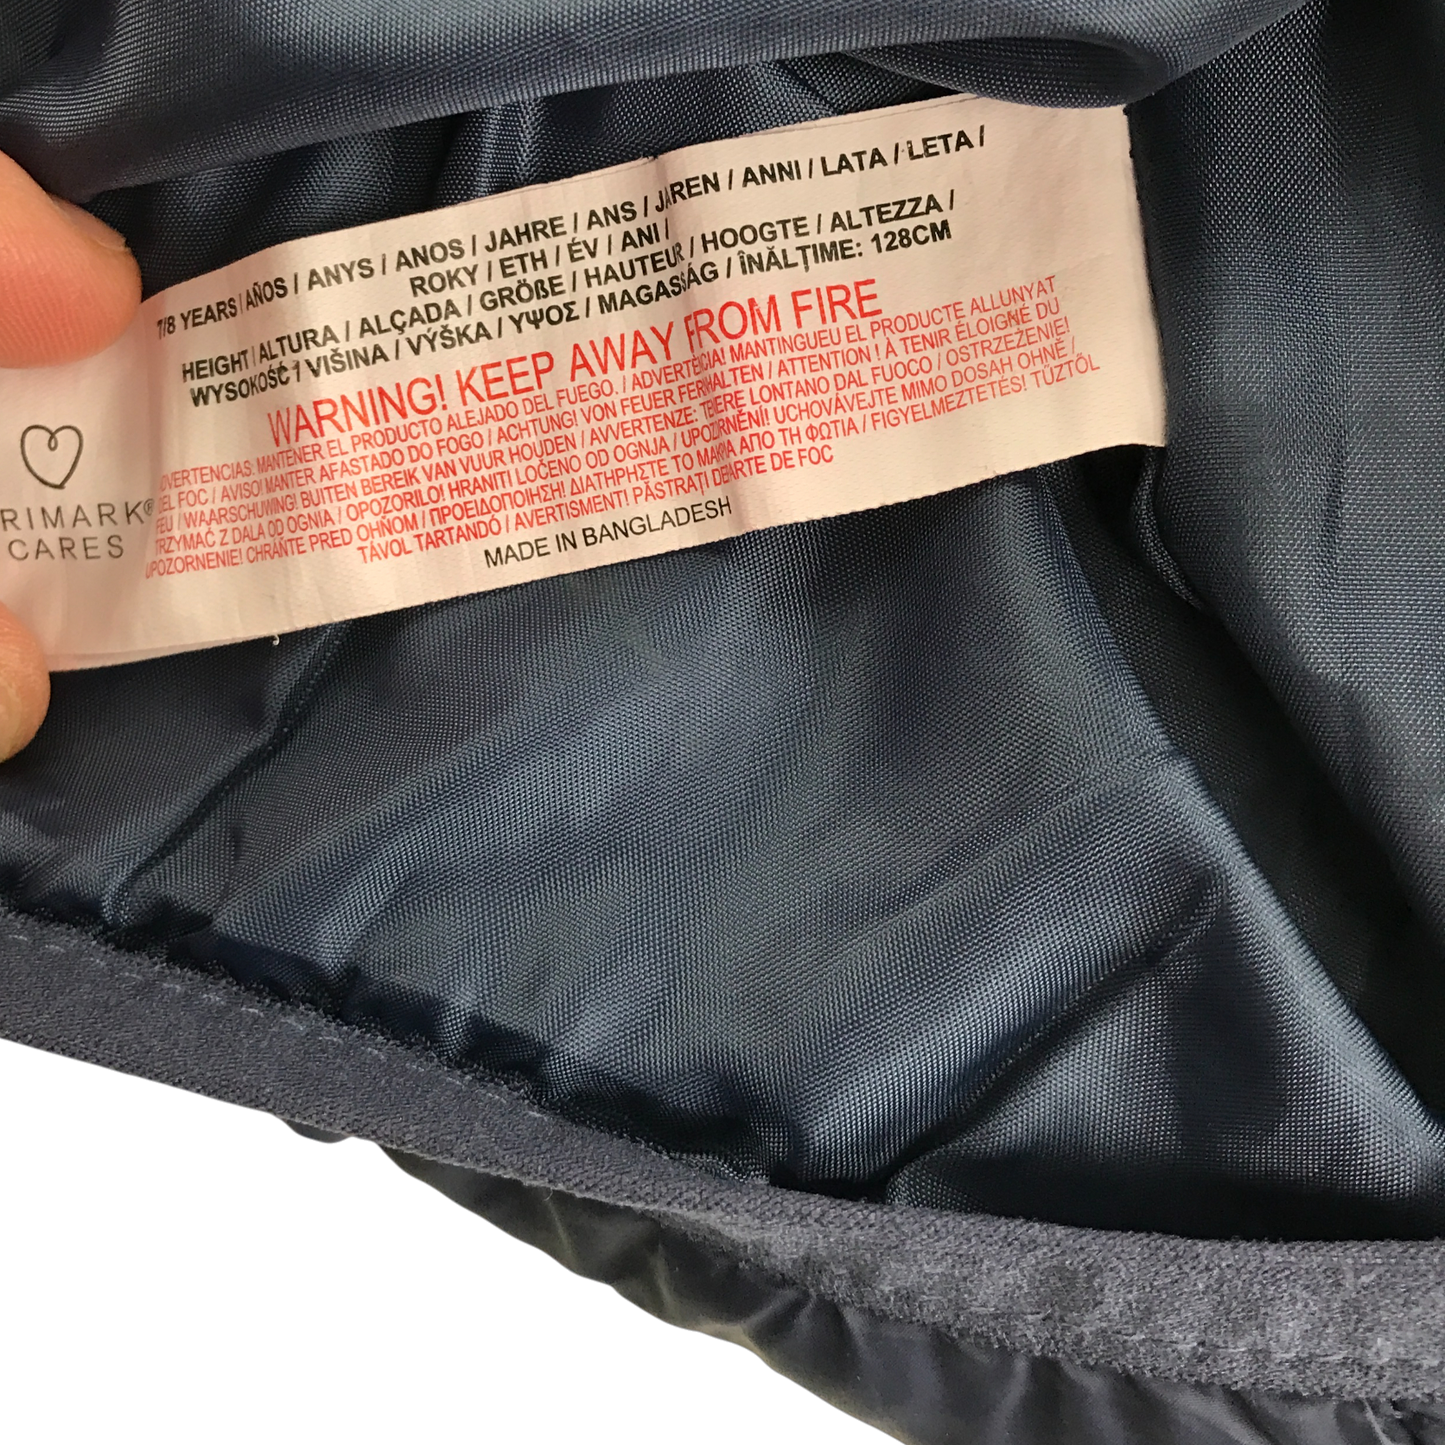 7/8 YEARS / AÑOS / ANYS / ANOS / JAHRE / ANS / JAREN / ANNI / LATA / LETA /
ROKY / ETH / ÉV / ANI /
HEIGHT / ALTURA / ALÇADA / GRÖßE / HAUTEUR / HOOGTE / ALTEZZA /
WYSOKOŚĆ / VIŠINA / VÝŠKA / ΥΨΟΣ / MAGASSÁG / ÎNĂLŢIME: 128CM
WARNING! KEEP AWAY FROM FIRE
ADVERTENCIAS: MANTENER EL PRODUCTO ALEJADO DEL FUEGO. / ADVERTÈCIA! MANTINGUEU EL PRODUCTE ALLUNYAT
DEL FOC / AVISO! MANTER AFASTADO DO FOGO / ACHTUNG! VON FEUER FERNHALTEN / ATTENTION ! À TENIR ÉLOIGNÉ DU
FEU / WAARSCHUWING! BUITEN BEREIK VAN VUUR HOUDEN / AVVERTENZE: TENERE LONTANO DAL FUOCO / OSTRZEŻENIE!
TRZYMAĆ Z DALA OD OGNIA / OPOZORILO! HRANITI LOČENO OD OGNJA / UPOZORNĚNÍ! UCHOVÁVEJTE MIMO DOSAH OHNĚ /
UPOZORNENIE! CHRÁŇTE PRED OHŇOM / ΠΡΟΕΙΔΟΠΟΙΗΣΗ! ΔΙΑΤΗΡΗΣΤΕ ΤΟ ΜΑΚΡΙΑ ΑΠΟ ΤΗ ΦΩΤΙΑ / FIGYELMEZTETÉS! TŰZTŐL
TÁVOL TARTANDÓ / AVERTISMENT! PĂSTRAȚI DEPARTE DE FOC
MADE IN BANGLADESH
RIMARK®
CARES